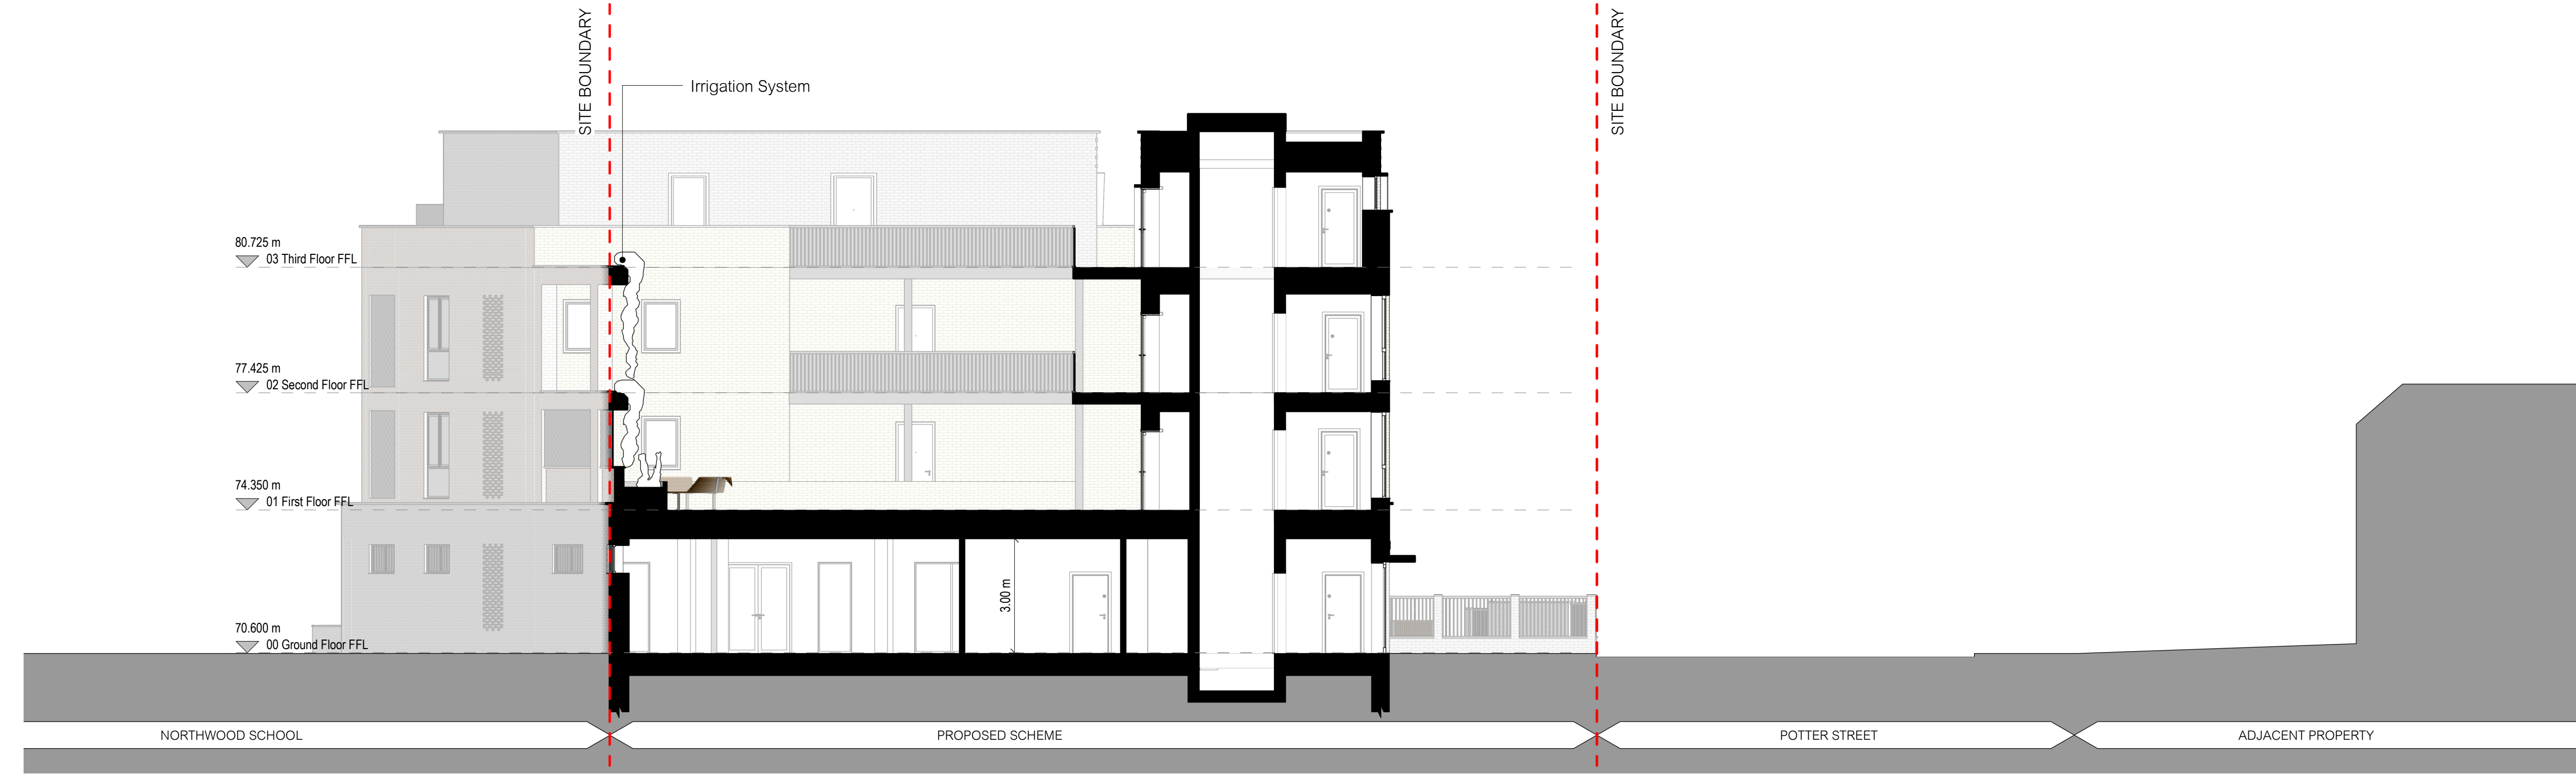 SITE BOUNDARY
SITE BOUNDARY
Irrigation System
80.725 m
03 Third Floor FFL
77.425 m
02 Second Floor FFL
74.350 m
01 First Floor FFL
3.00 m
70.600 m
00 Ground Floor FFL
NORTHWOOD SCHOOL
PROPOSED SCHEME
POTTER STREET
ADJACENT PROPERTY